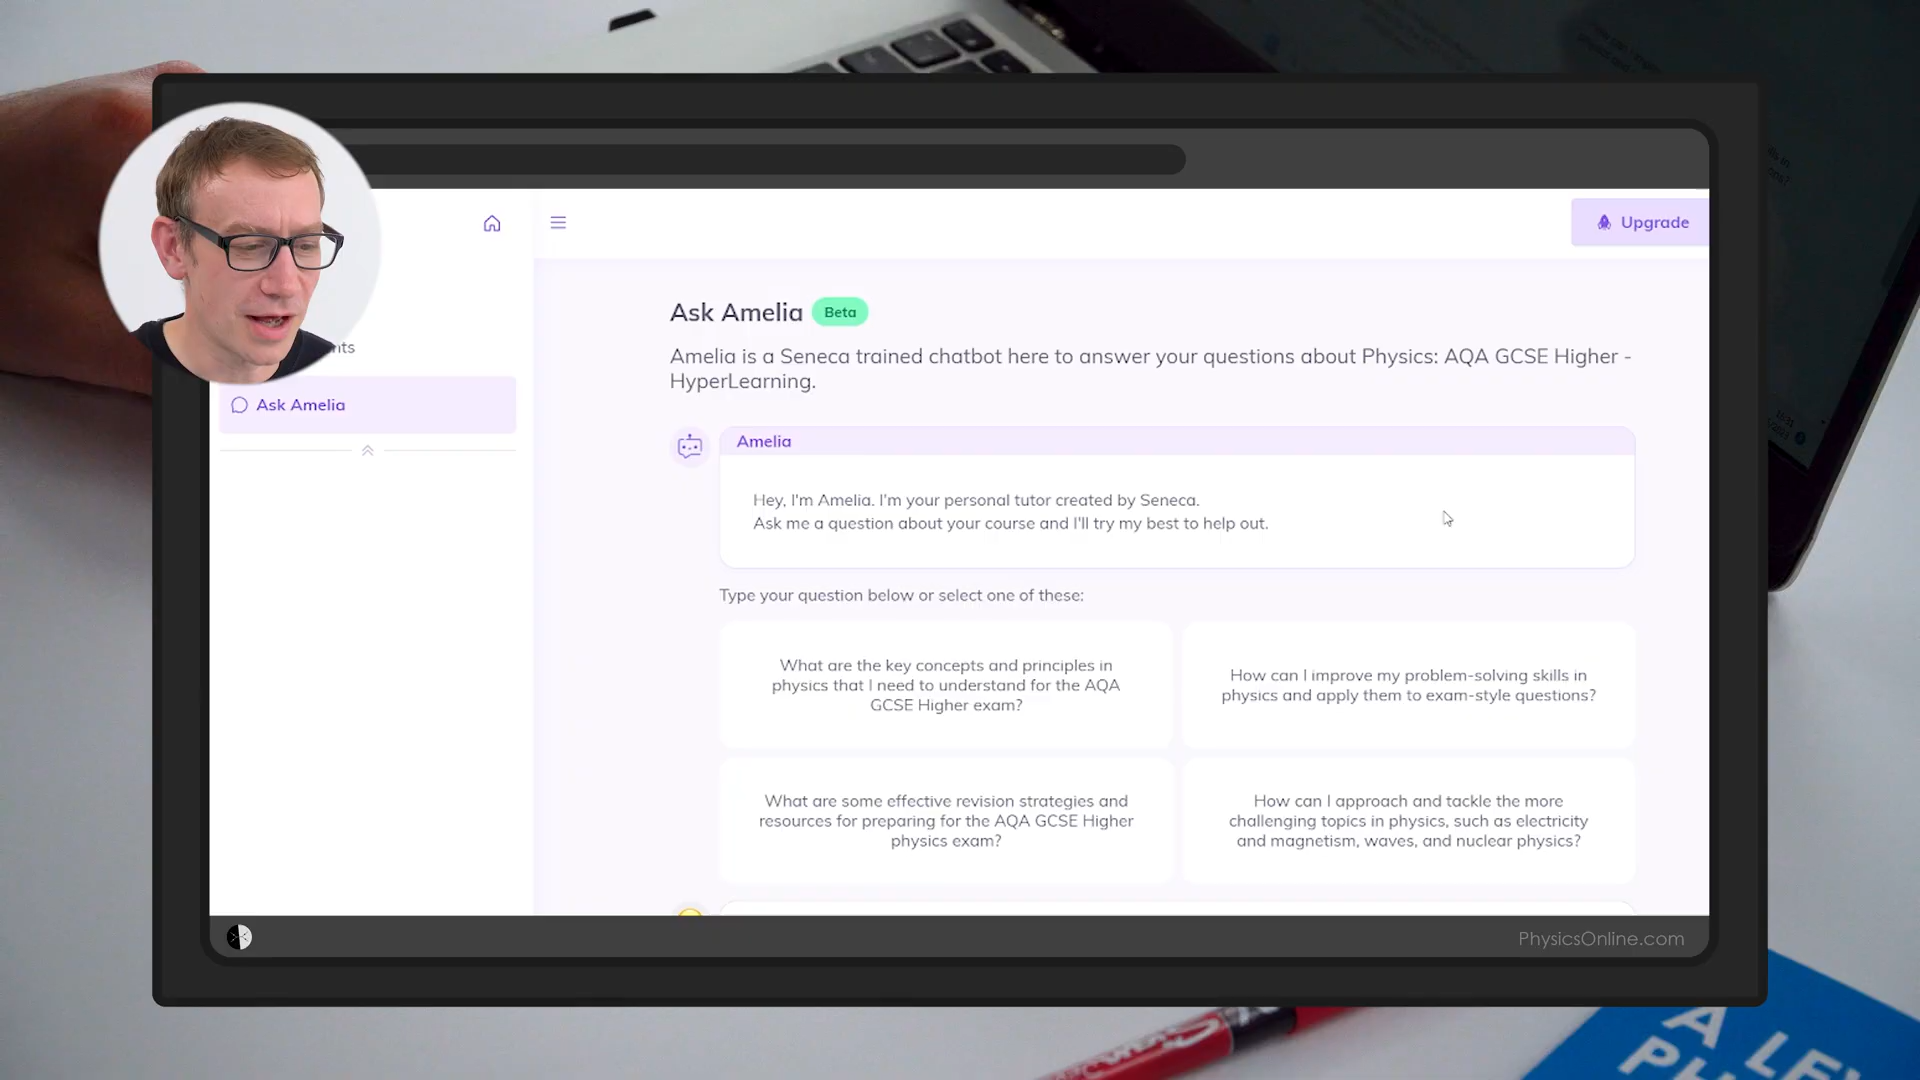 Upgrade
Ask Amelia Beta
Amelia is a Seneca trained chatbot here to answer your questions about Physics: AQA GCSE Higher -
HyperLearning.
nts
Ask Amelia
Amelia
Hey, I'm Amelia. I'm your personal tutor created by Seneca.
Ask me a question about your course and I'll try my best to help out.
Type your question below or select one of these:
What are the key concepts and principles in
physics that I need to understand for the AQA
GCSE Higher exam?
How can I improve my problem-solving skills in
physics and apply them to exam-style questions?
What are some effective revision strategies and
resources for preparing for the AQA GCSE Higher
physics exam?
How can I approach and tackle the more
challenging topics in physics, such as electricity
and magnetism, waves, and nuclear physics?
PhysicsOnline.com
A LEV
PH